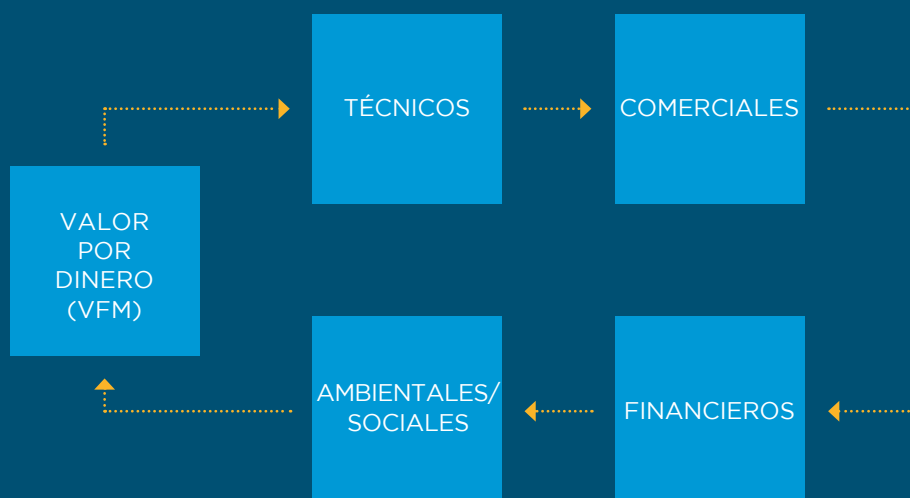 TÉCNICOS
COMERCIALES
VALOR
POR
DINERO
(VFM)
AMBIENTALES/
SOCIALES
FINANCIEROS